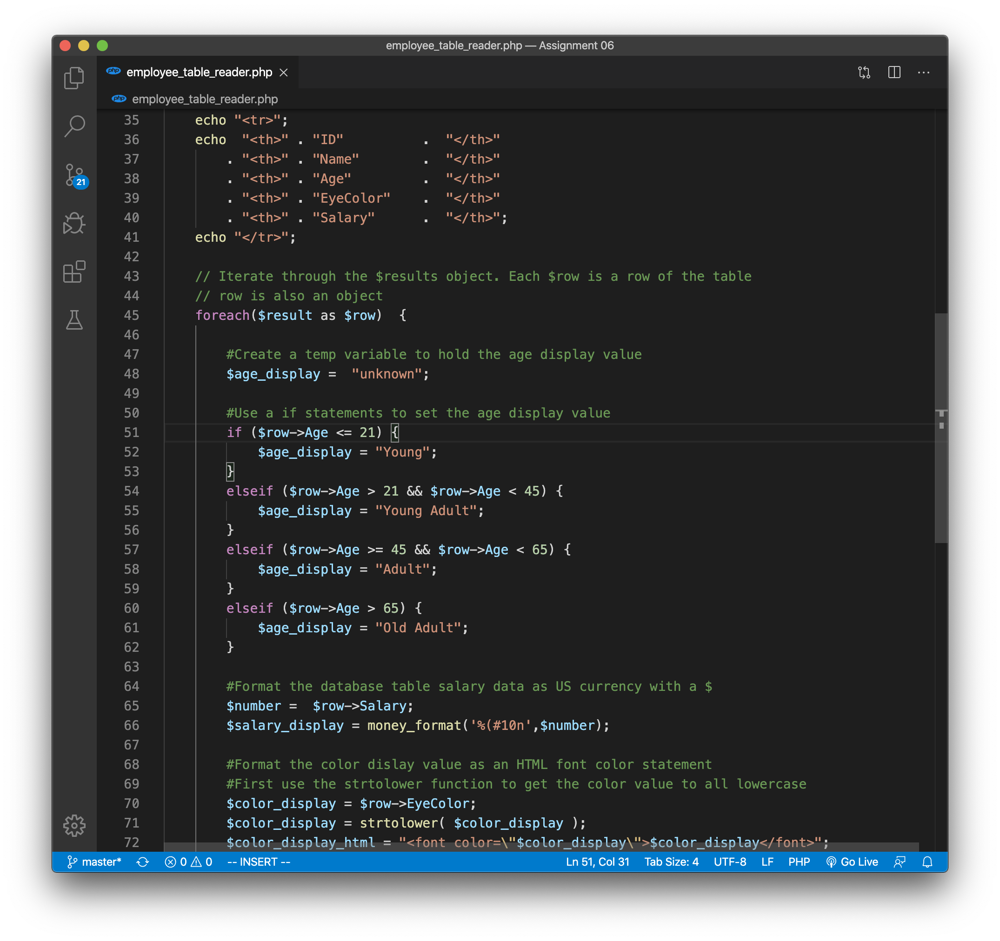 employee_table_reader.php — Assignment 06
php employee_table_reader.php
php employee_table_reader.php
35 echo "<tr>";
36 echo  "<th>" . "ID"          .  "</th>"
37     . "<th>" . "Name"        .  "</th>"
38     . "<th>" . "Age"         .  "</th>"
39     . "<th>" . "EyeColor"    .  "</th>"
40     . "<th>" . "Salary"      .  "</th>";
41 echo "</tr>";
42
43 // Iterate through the $results object. Each $row is a row of the table
44 // row is also an object
45 foreach($result as $row)  {
46
47     #Create a temp variable to hold the age display value
48     $age_display =  "unknown";
49
50     #Use a if statements to set the age display value
51     if ($row->Age <= 21) {
52         $age_display = "Young";
53     }
54     elseif ($row->Age > 21 && $row->Age < 45) {
55         $age_display = "Young Adult";
56     }
57     elseif ($row->Age >= 45 && $row->Age < 65) {
58         $age_display = "Adult";
59     }
60     elseif ($row->Age > 65) {
61         $age_display = "Old Adult";
62     }
63
64     #Format the database table salary data as US currency with a $
65     $number =  $row->Salary;
66     $salary_display = money_format('%(#10n',$number);
67
68     #Format the color dislay value as an HTML font color statement
69     #First use the strtolower function to get the color value to all lowercase
70     $color_display = $row->EyeColor;
71     $color_display = strtolower( $color_display );
72     $color_display_html = "<font color=\"$color_display\">$color_display</font>";
21
master* 0 0 -- INSERT -- Ln 51, Col 31 Tab Size: 4 UTF-8 LF PHP Go Live